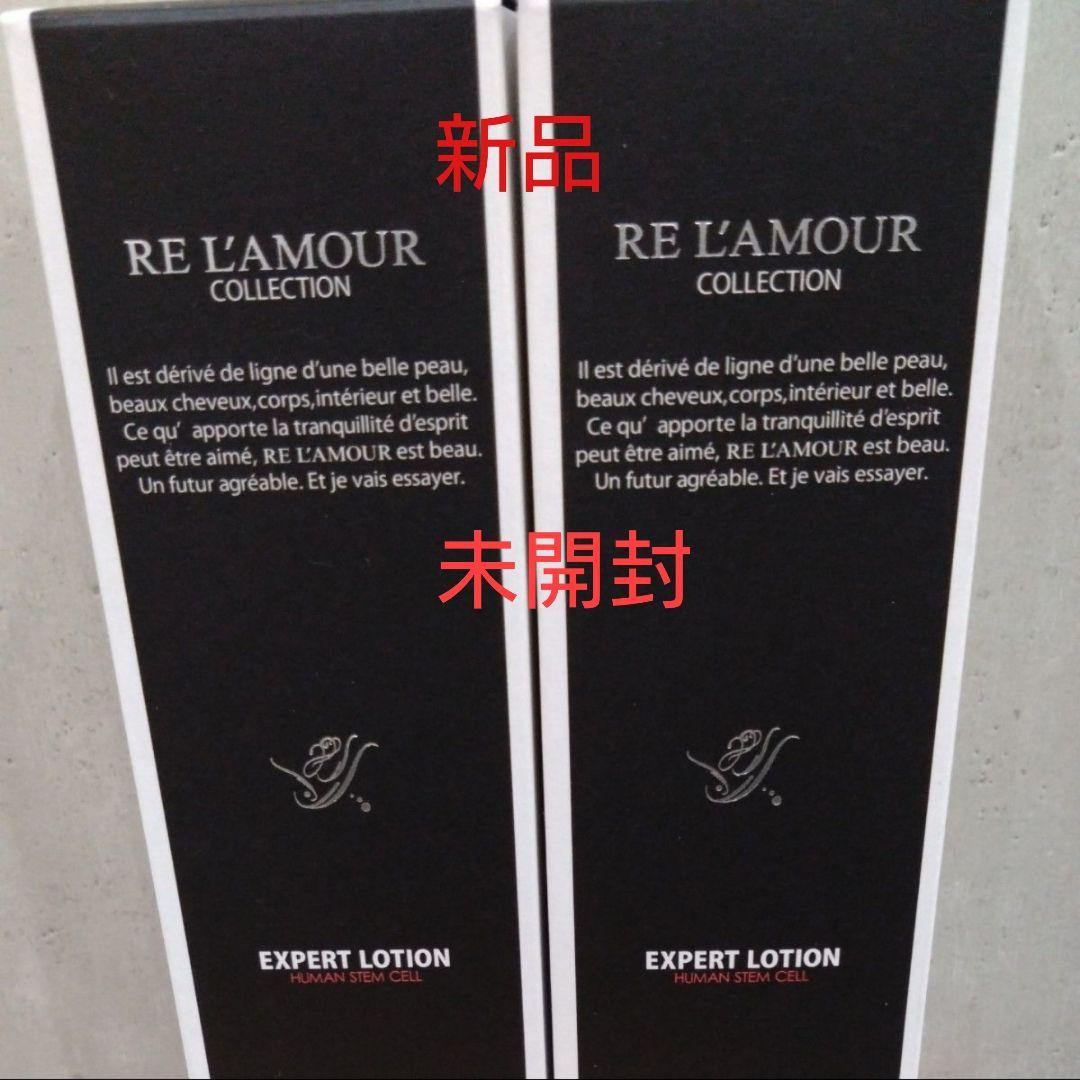 新品
RE L'AMOUR
COLLECTION
Il est dérivé de ligne d'une belle peau,
beaux cheveux,corps,intérieur et belle.
Ce qu' apporte la tranquillité d'esprit
peut être aimé, RE L'AMOUR est beau.
Un futur agréable. Et je vais essayer.
EXPERT LOTION
HUMAN STEM CELL
RE L'AMOUR
COLLECTION
Il est dérivé de ligne d'une belle peau,
beaux cheveux,corps,intérieur et belle.
Ce qu' apporte la tranquillité d'esprit
peut être aimé, RE L'AMOUR est beau.
Un futur agréable. Et je vais essayer.
EXPERT LOTION
HUMAN STEM CELL
未開封